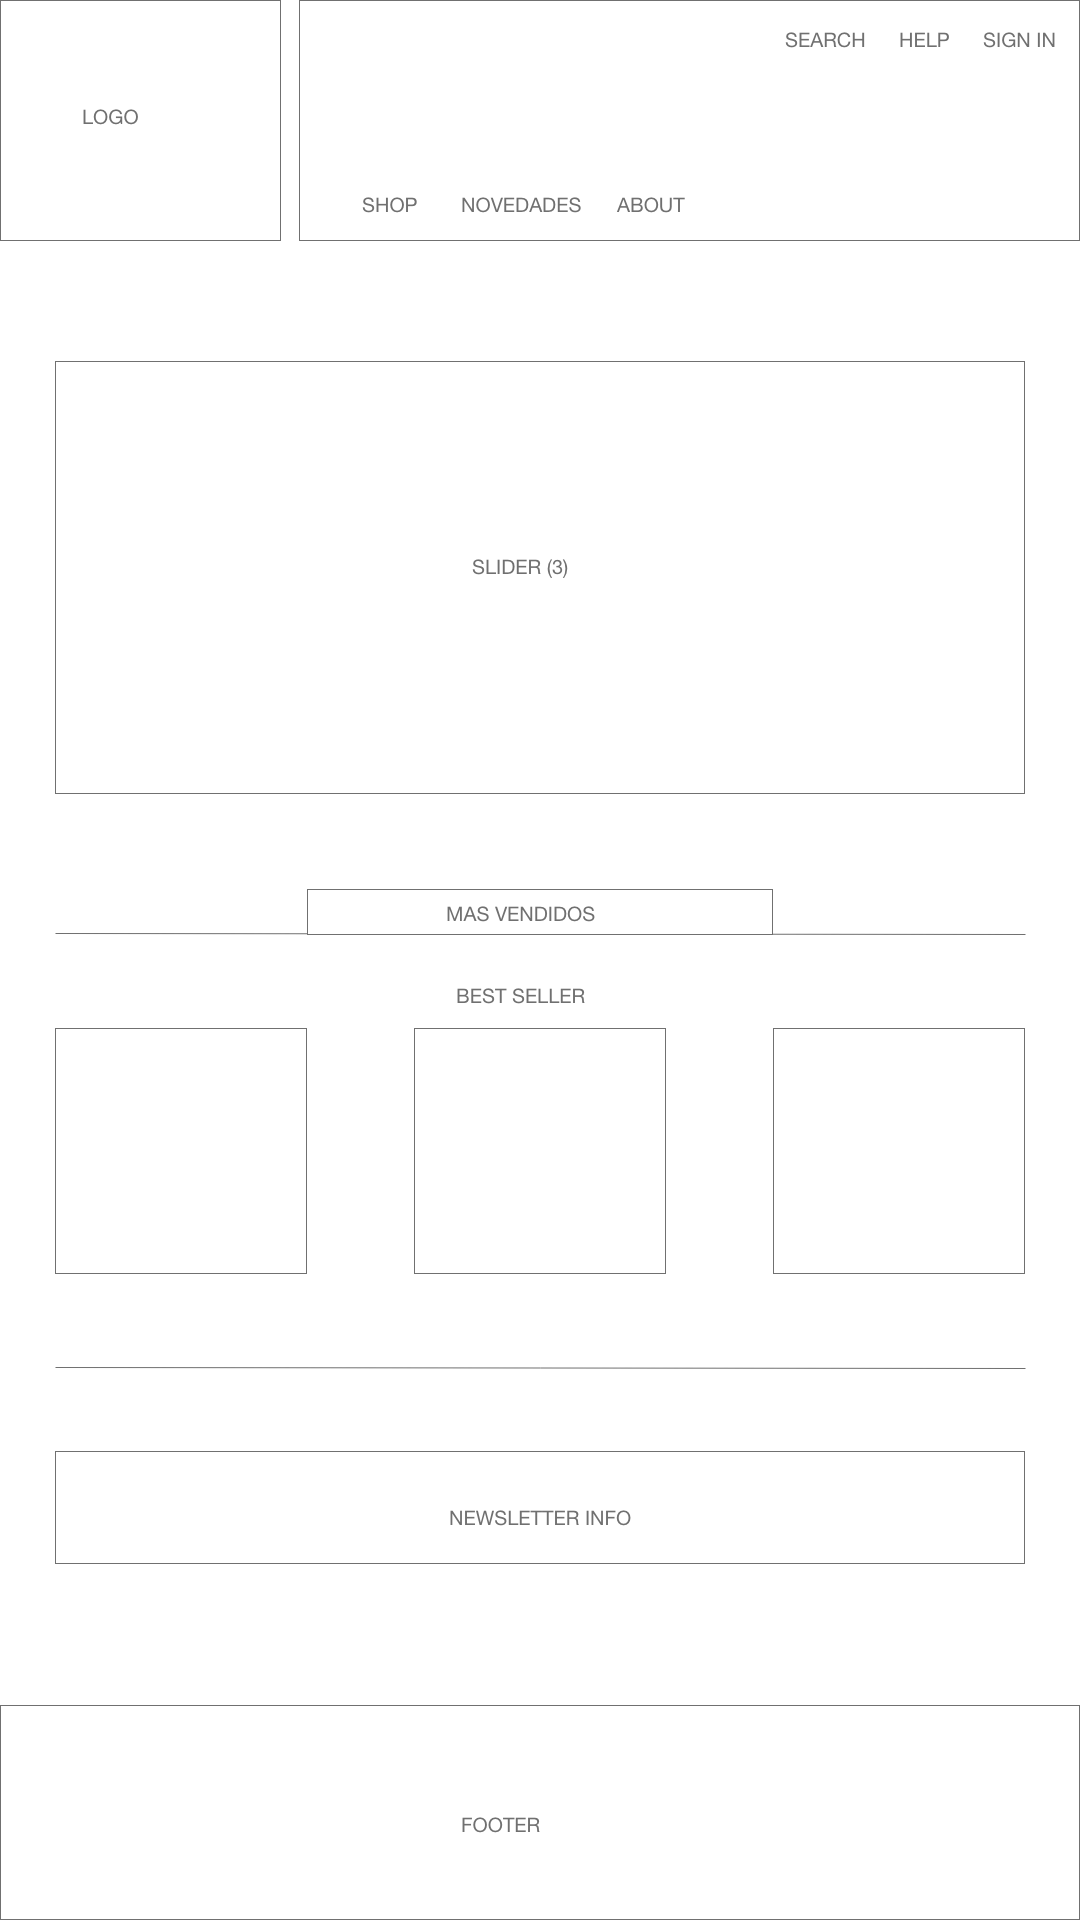 SEARCH HELP SIGN IN
LOGO
SHOP NOVEDADES ABOUT
SLIDER (3)
MAS VENDIDOS
BEST SELLER
NEWSLETTER INFO
FOOTER